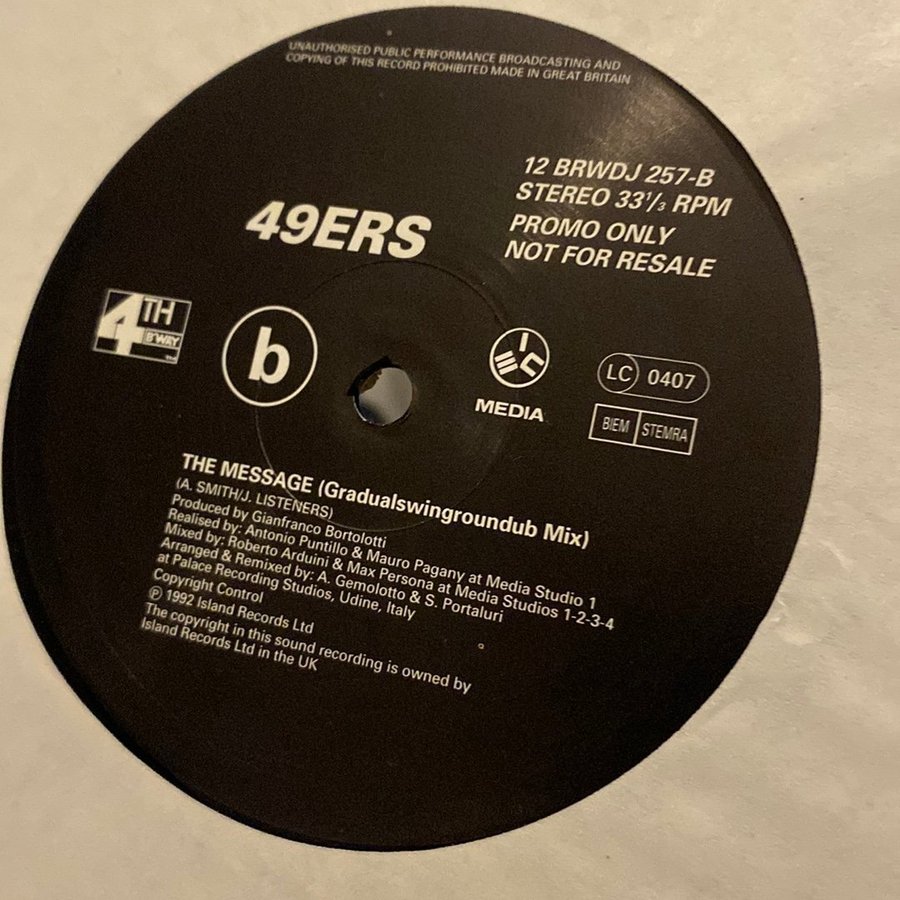 UNAUTHORISED PUBLIC PERFORMANCE BROADCASTING AND
COPYING OF THIS RECORD PROHIBITED MADE IN GREAT BRITAIN
12 BRWDJ 257-B
STEREO 33⅓ RPM
PROMO ONLY
NOT FOR RESALE
49ERS
4TH
B'WAY
b
MEC
MEDIA
LC 0407
BIEM STEMRA
THE MESSAGE (Gradualswingroundub Mix)
(A. SMITH/J. LISTENERS)
Produced by Gianfranco Bortolotti
Realised by: Antonio Puntillo & Mauro Pagany at Media Studio 1
Mixed by: Roberto Arduini & Max Persona at Media Studios 1-2-3-4
Arranged & Remixed by: A. Gemolotto & S. Portaluri
at Palace Recording Studios, Udine, Italy
Copyright Control
℗ 1992 Island Records Ltd
The copyright in this sound recording is owned by
Island Records Ltd in the UK